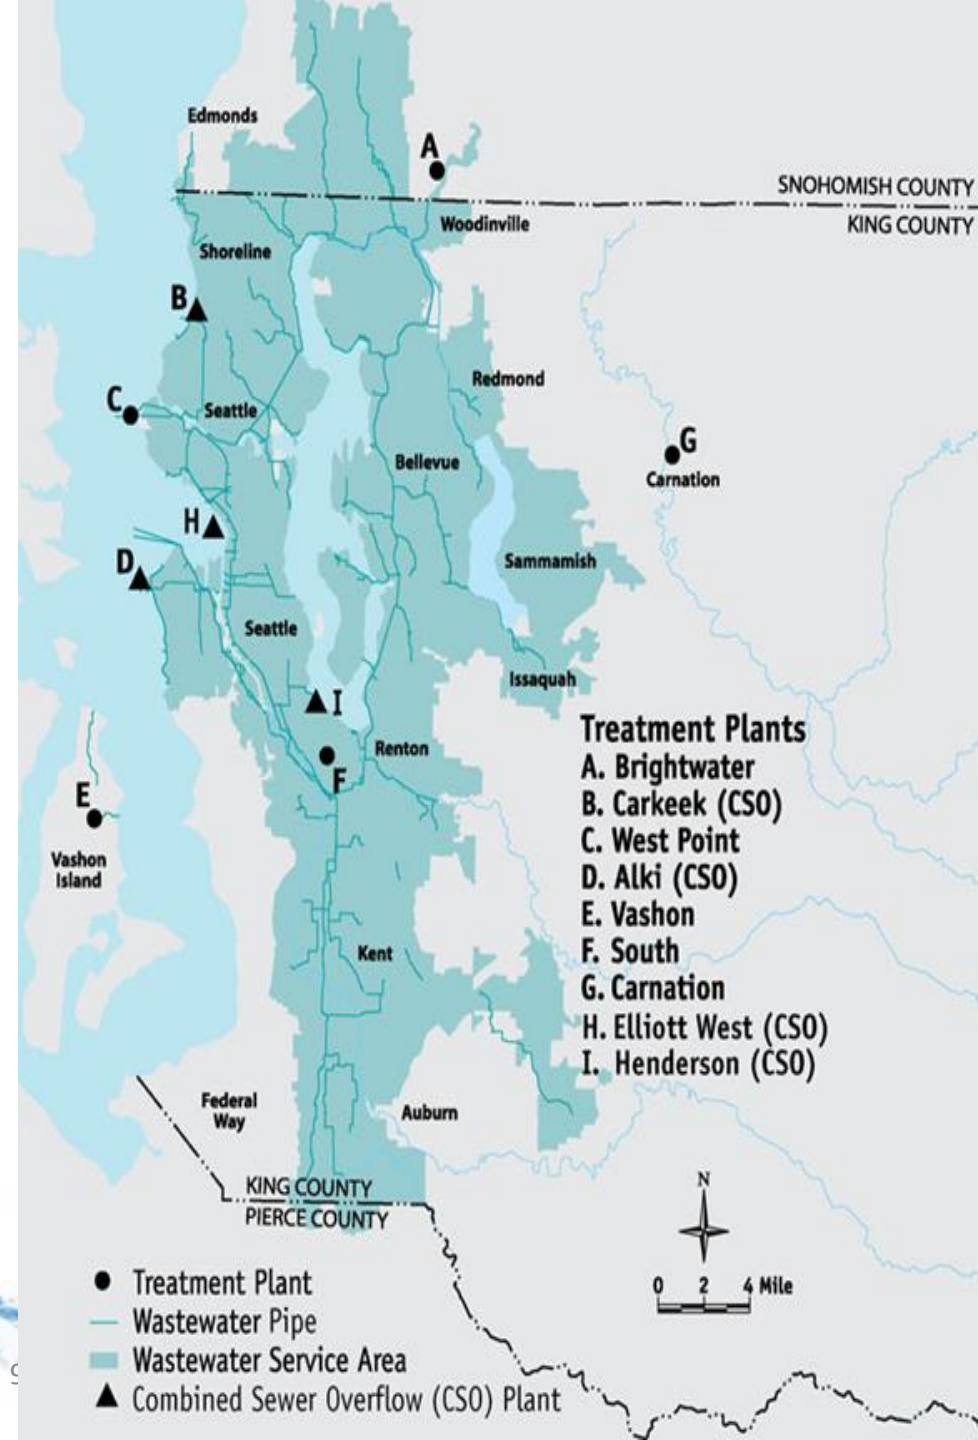 Edmonds
A
SNOHOMISH COUNTY
KING COUNTY
Woodinville
Shoreline
B
Redmond
C
Seattle
G
Carnation
Bellevue
H
D
Sammamish
Seattle
Issaquah
I
Renton
F
E
Vashon
Island
Treatment Plants
A. Brightwater
B. Carkeek (CSO)
C. West Point
D. Alki (CSO)
E. Vashon
F. South
G. Carnation
H. Elliott West (CSO)
I. Henderson (CSO)
Kent
Federal
Way
Auburn
KING COUNTY
PIERCE COUNTY
N
0 2 4 Mile
Treatment Plant
Wastewater Pipe
Wastewater Service Area
Combined Sewer Overflow (CSO) Plant